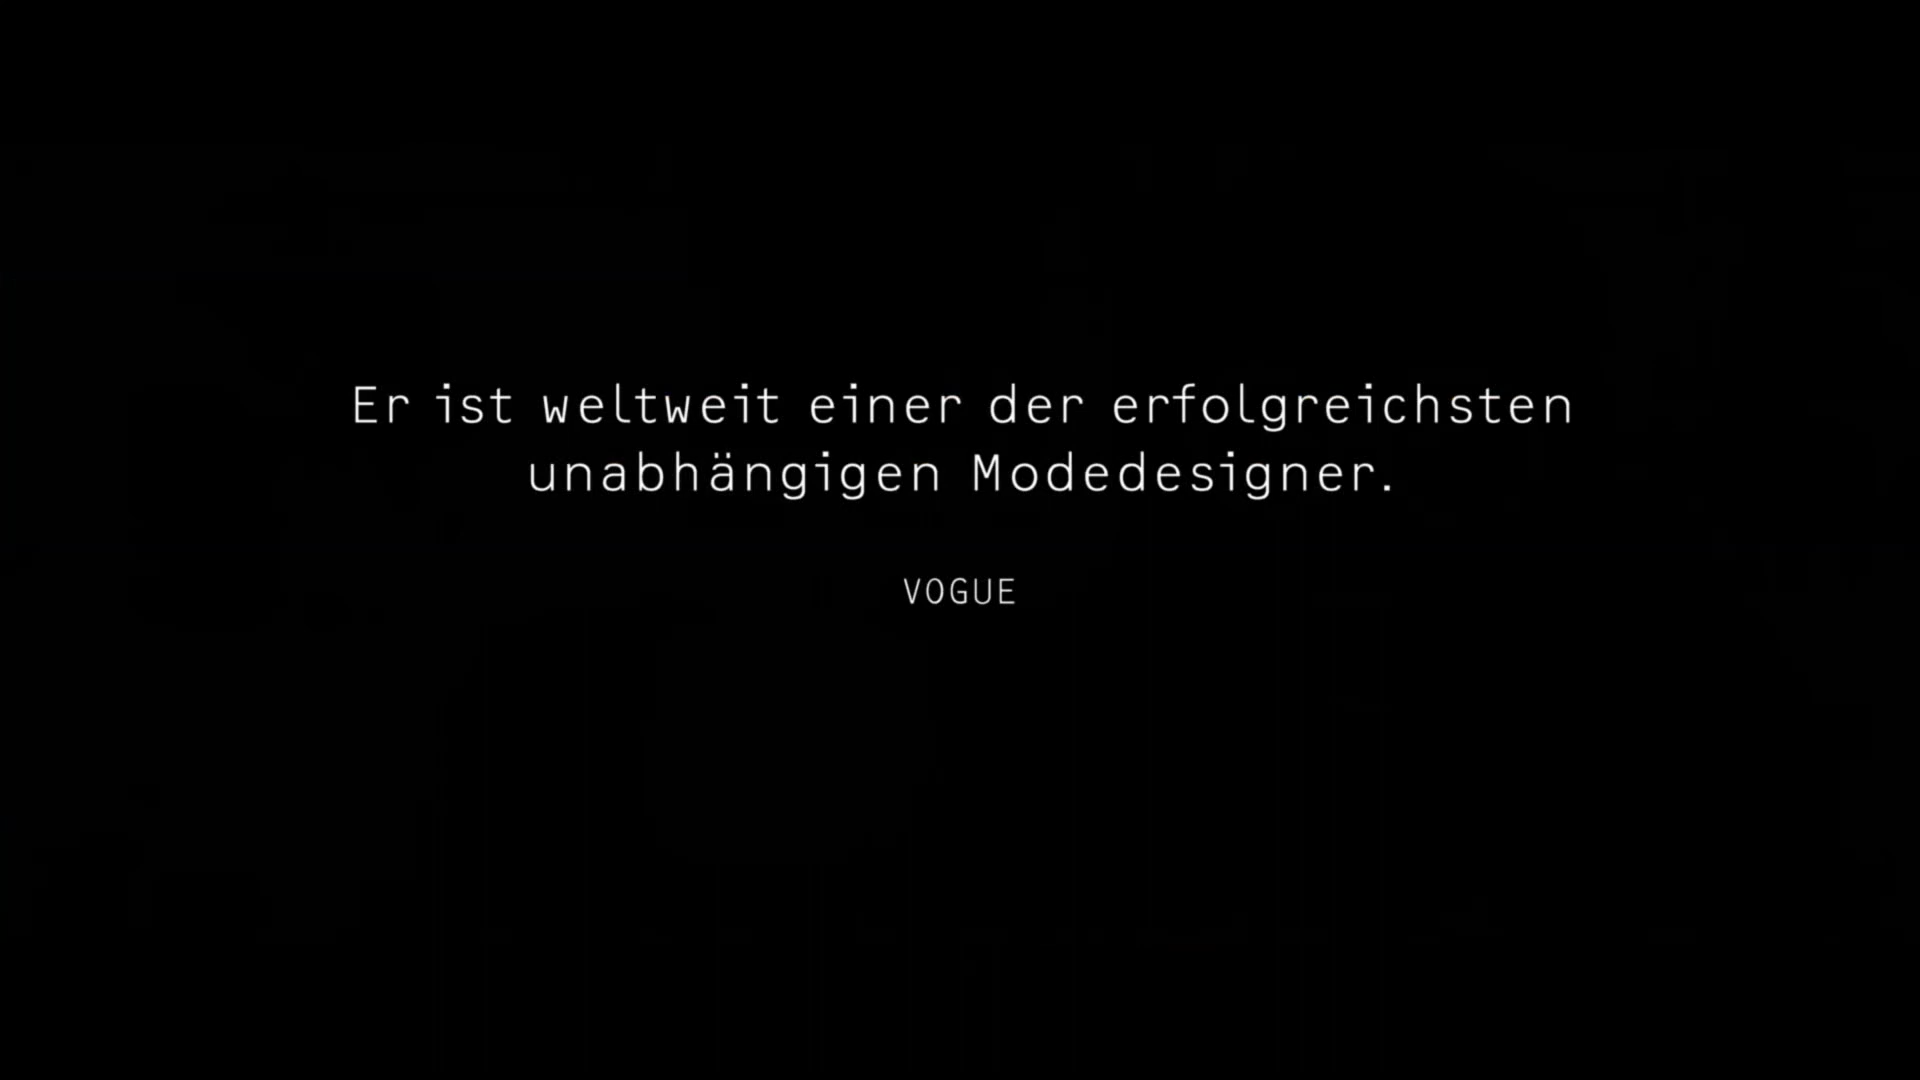 Er ist weltweit einer der erfolgreichsten
unabhängigen Modedesigner.
VOGUE